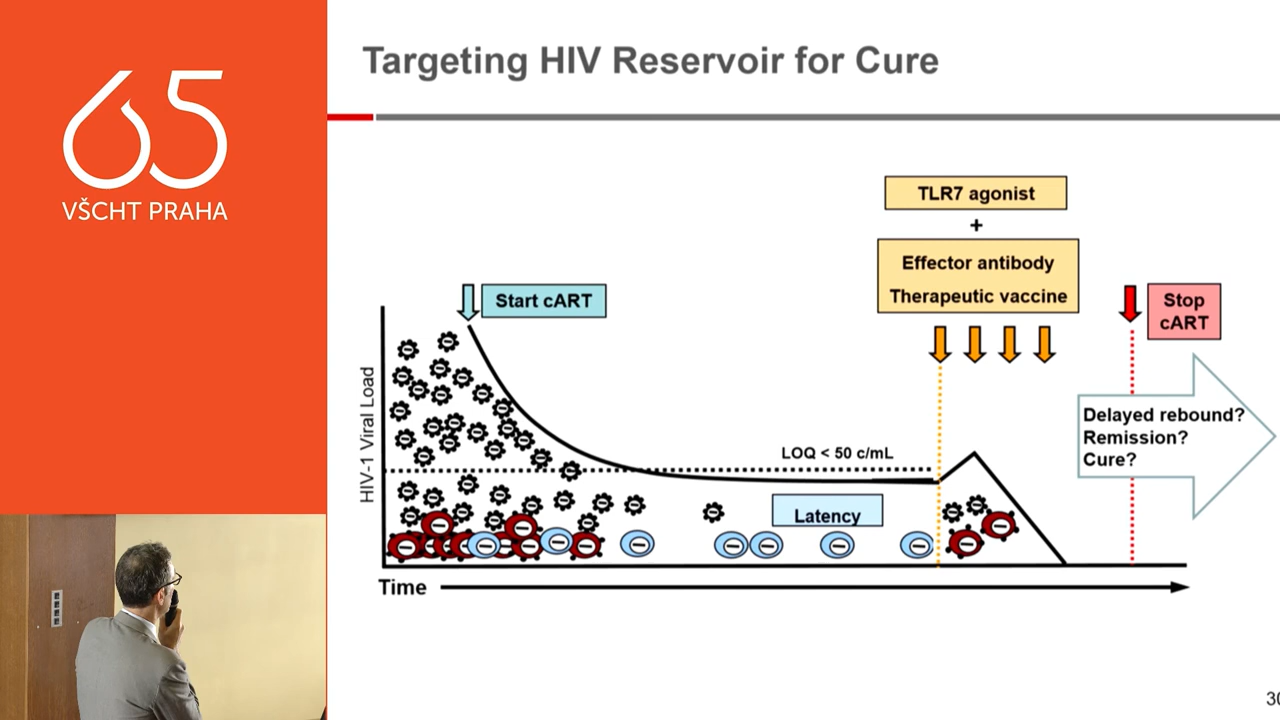 65
VŠCHT PRAHA
Targeting HIV Reservoir for Cure
TLR7 agonist
+
Effector antibody
Therapeutic vaccine
Start cART
Stop
cART
HIV-1 Viral Load
LOQ < 50 c/mL
Delayed rebound?
Remission?
Cure?
Latency
Time
30